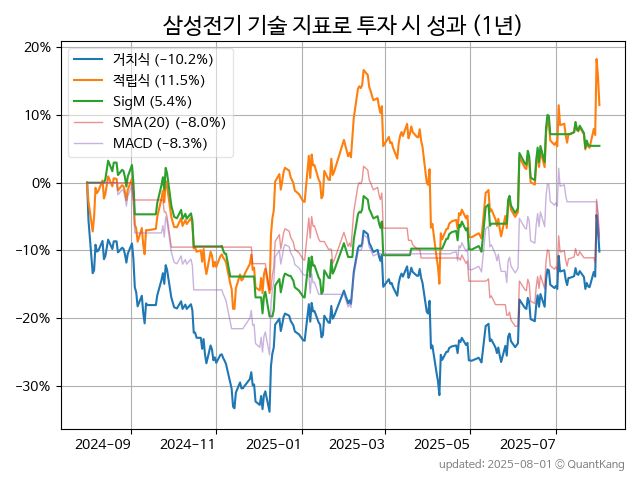 삼성전기 기술 지표로 투자 시 성과 (1년)
20%
10%
0%
−10%
−20%
−30%
거치식 (−10.2%)
적립식 (11.5%)
SigM (5.4%)
SMA(20) (−8.0%)
MACD (−8.3%)
2024−09
2024−11
2025−01
2025−03
2025−05
2025−07
updated: 2025-08-01 © QuantKang